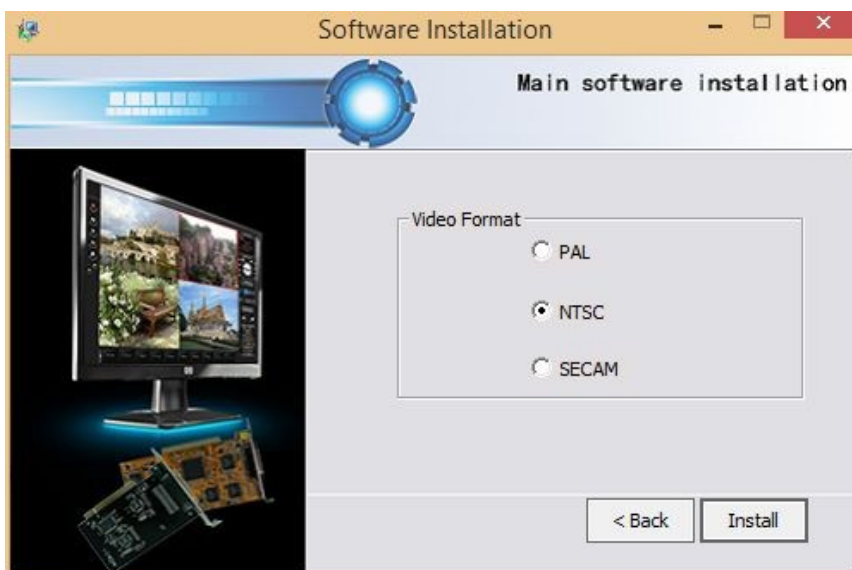 Software Installation
Main software installation
Video Format
PAL
NTSC
SECAM
< Back
Install